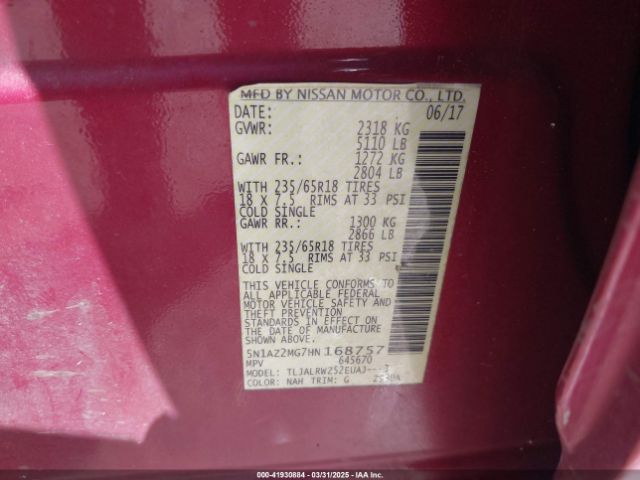 MFD BY NISSAN MOTOR CO., LTD.
DATE: 06/17
GVWR: 2318 KG
5110 LB
GAWR FR.: 1272 KG
2804 LB
WITH 235/65R18 TIRES
18 X 7.5 RIMS AT 33 PSI
COLD SINGLE
GAWR RR.: 1300 KG
2866 LB
WITH 235/65R18 TIRES
18 X 7.5 RIMS AT 33 PSI
COLD SINGLE
THIS VEHICLE CONFORMS TO
ALL APPLICABLE FEDERAL
MOTOR VEHICLE SAFETY AND
THEFT PREVENTION
STANDARDS IN EFFECT ON
THE DATE OF MANUFACTURE
SHOWN ABOVE.
5N1AZ2MG7HN168757
MPV 645670
MODEL: TLJALRWZ52EUAJ---
COLOR: NAH TRIM: G
000-41930884 | 03/31/2025 | IAA Inc.